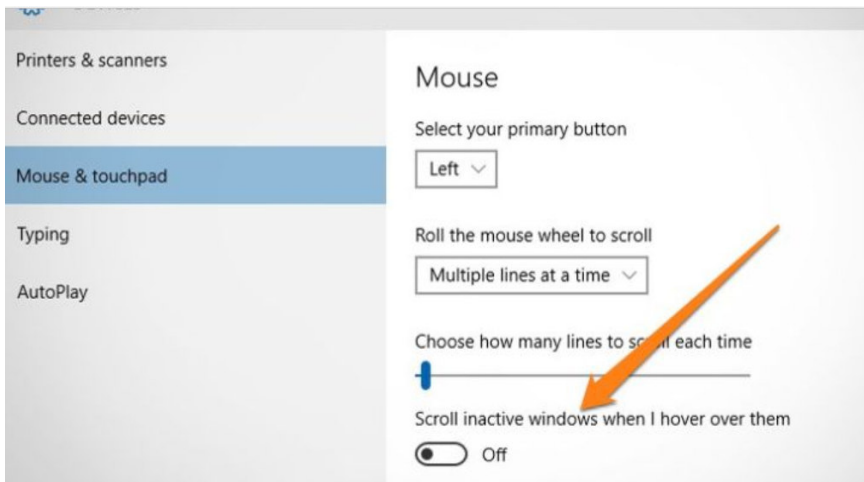 Printers & scanners
Connected devices
Mouse & touchpad
Typing
AutoPlay
Mouse
Select your primary button
Left
Roll the mouse wheel to scroll
Multiple lines at a time
Choose how many lines to scroll each time
Scroll inactive windows when I hover over them
Off